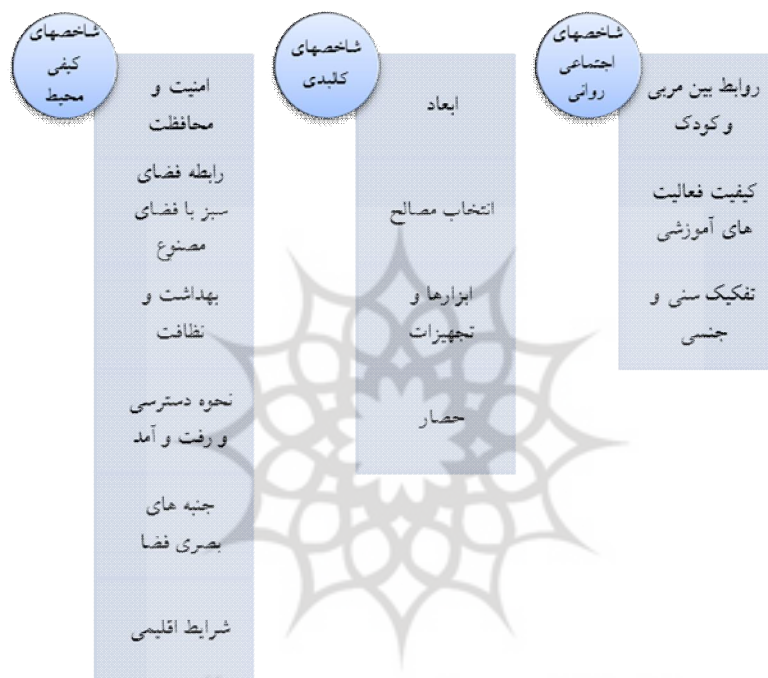 شاخصهای
اجتماعی
روانی
روابط بین مربی
و کودک
کیفیت فعالیت
های آموزشی
تفکیک سنی و
جنسی
شاخصهای
کالبدی
ابعاد
انتخاب مصالح
ابزارها و
تجهیزات
حصار
شاخصهای
کیفی
محیط
امنیت و
محافظت
رابطه فضای
سبز با فضای
مصنوع
بهداشت و
نظافت
نحوه دسترسی
و رفت و آمد
جنبه های
بصری فضا
شرایط اقلیمی